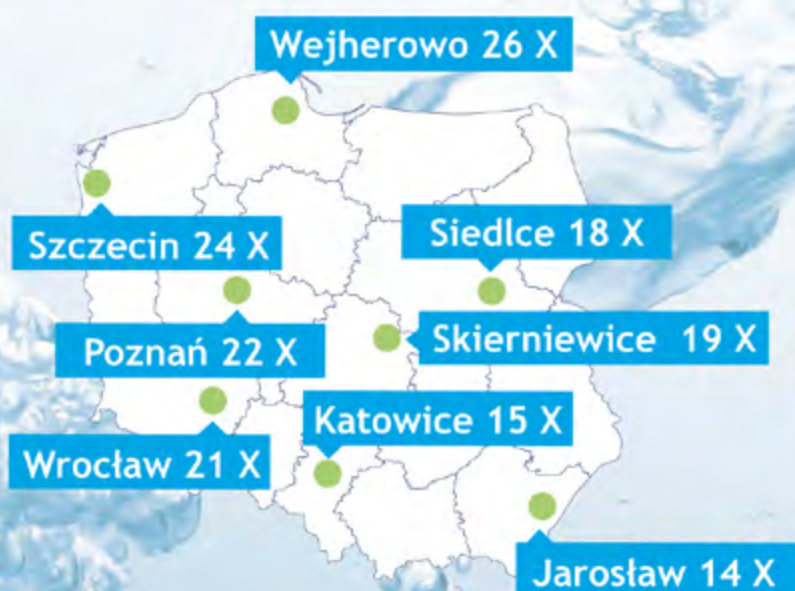 Wejherowo 26 X
Szczecin 24 X
Siedlce 18 X
Poznań 22 X
Skierniewice 19 X
Katowice 15 X
Wrocław 21 X
Jarosław 14 X